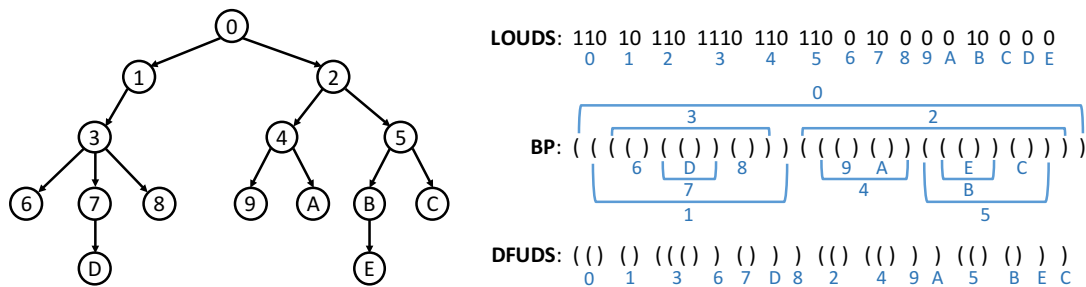 0
1
2
3
4
5
6
7
8
9
A
B
C
D
E
LOUDS: 110 10 110 1110 110 110 0 10 0 0 0 10 0 0 0
0 1 2 3 4 5 6 7 8 9 A B C D E
0
3 2
BP: ( ( ( ( ) ( ( ) ) ( ) ) ) ( ( ( ) ( ) ) ( ( ( ) ) ( ) ) ) )
6 D 8 9 A E C
7 4 B
1 5
DFUDS: ( ( ) ( ) ( ( ( ) ) ( ) ) ) ( ( ) ( ( ) ) ) ( ( ) ( ) ) )
0 1 3 6 7 D 8 2 4 9 A 5 B E C